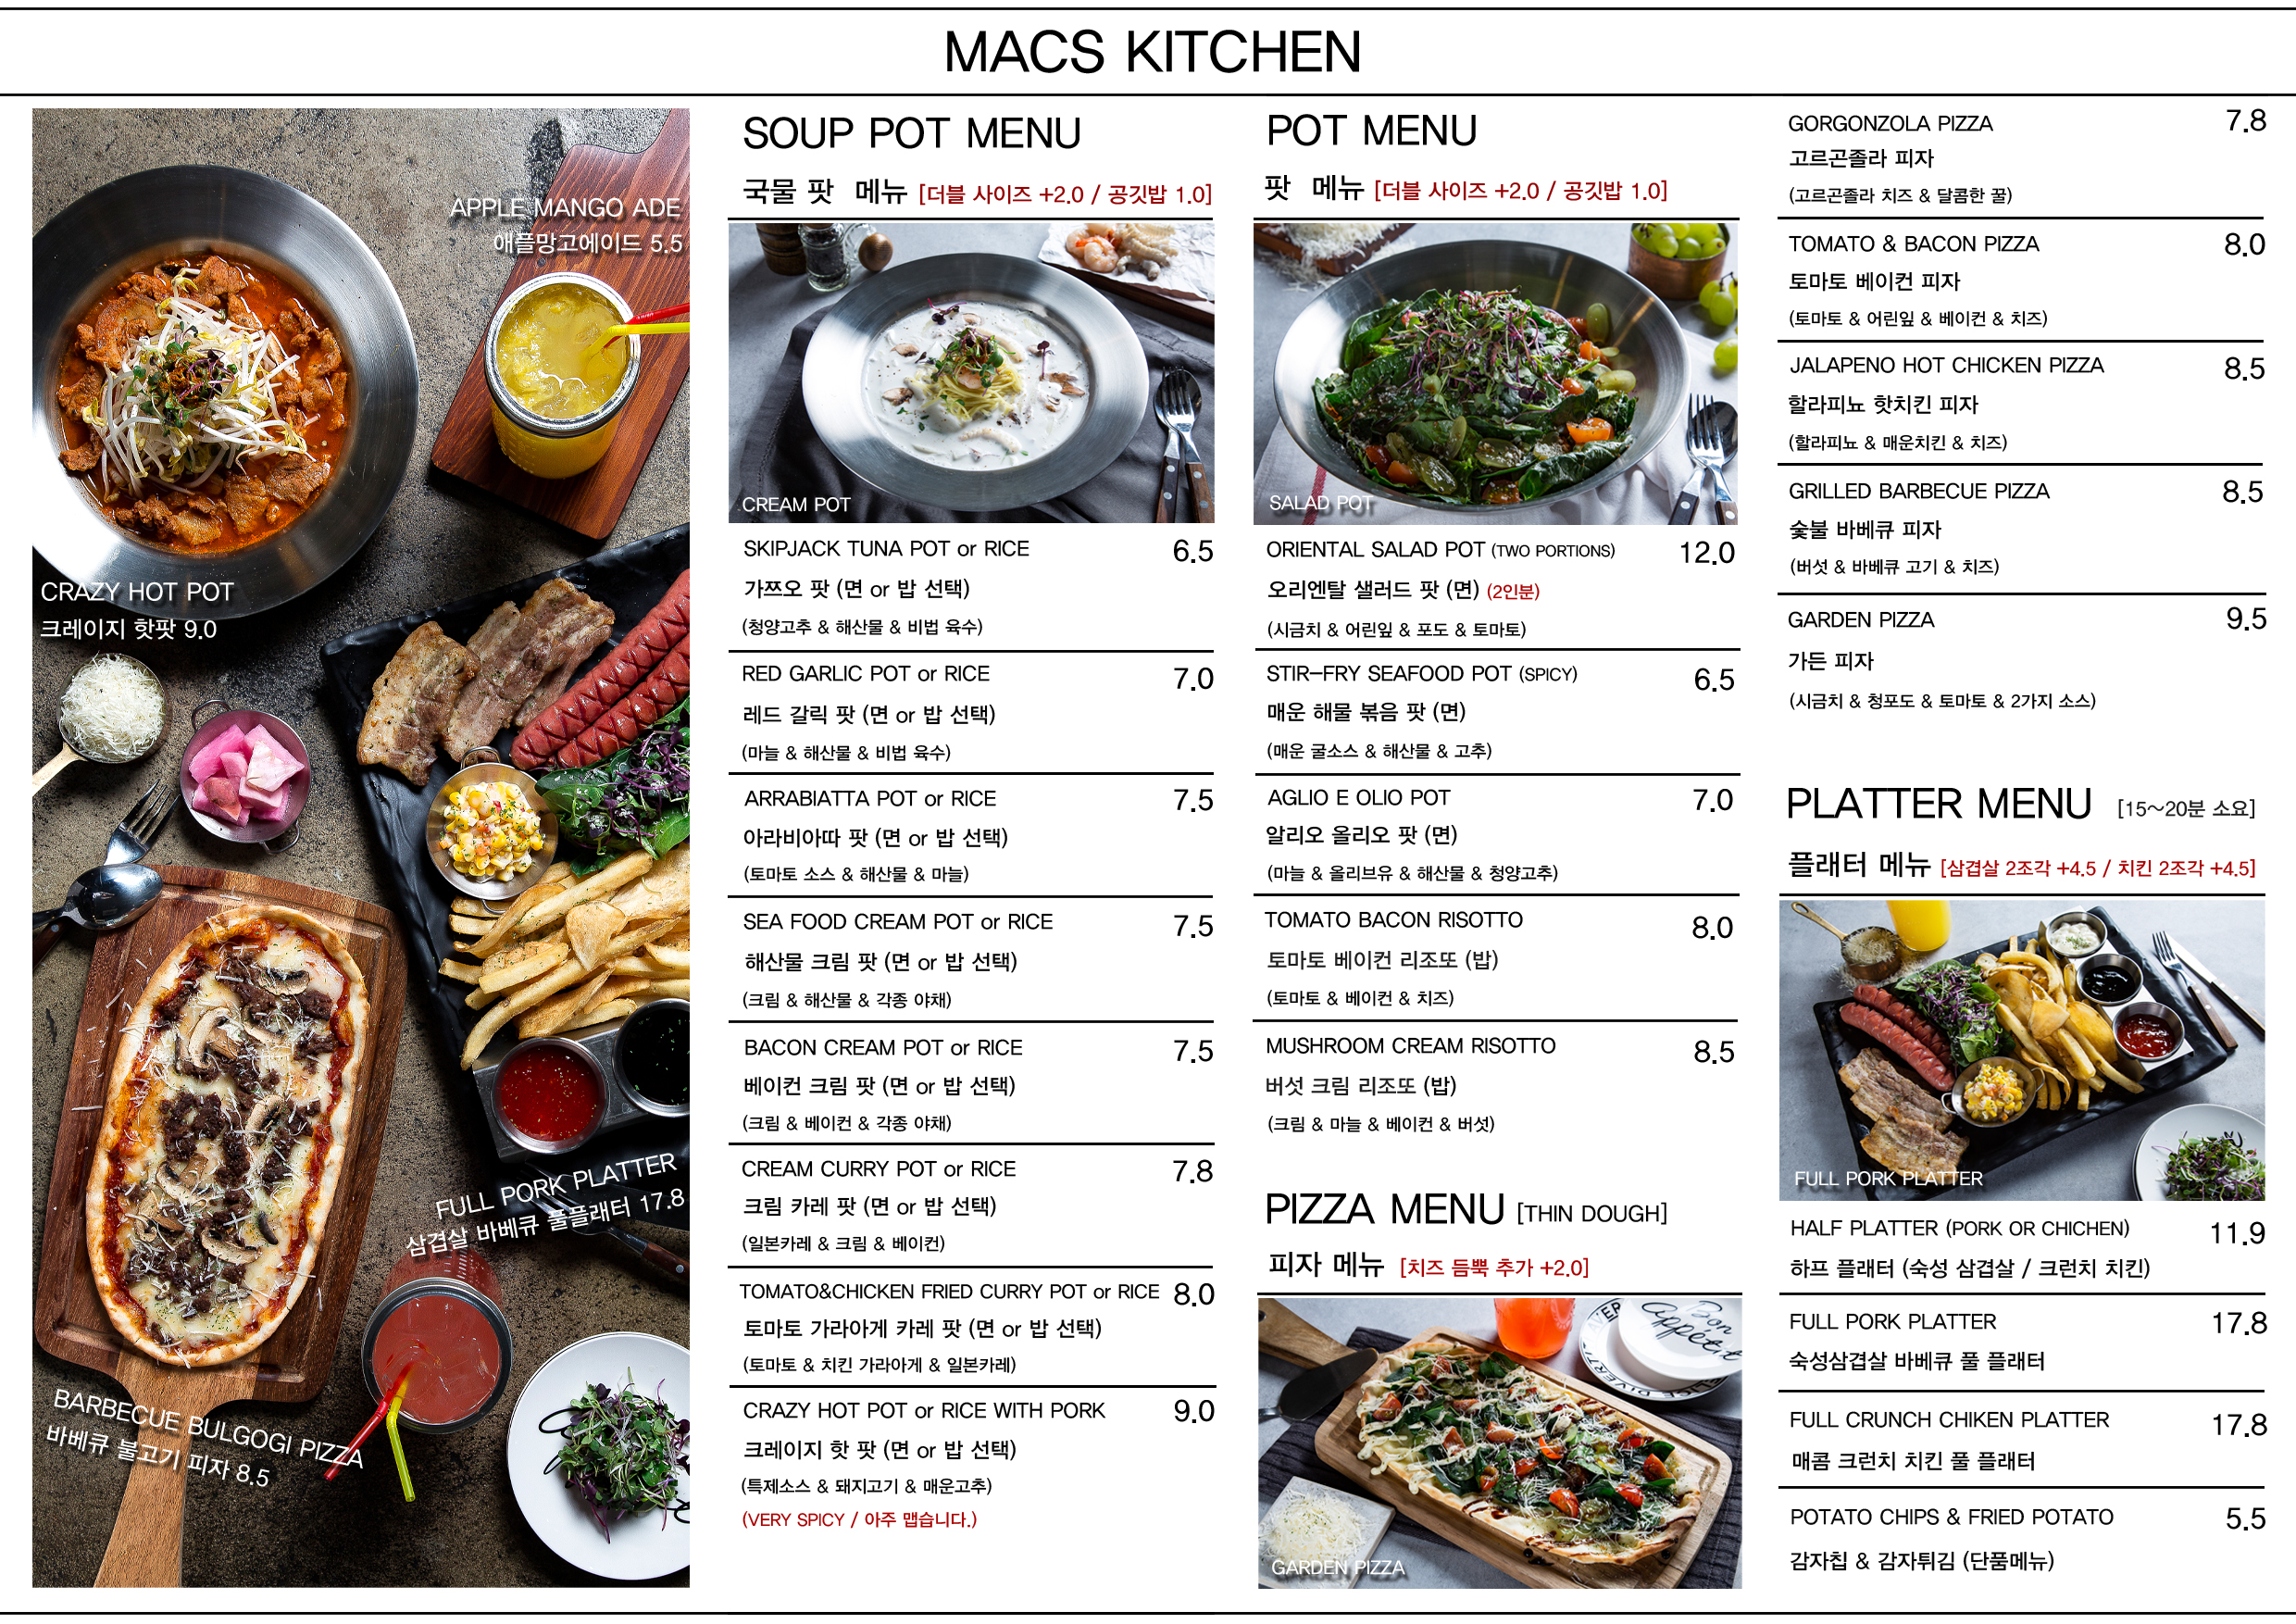 MACS KITCHEN
APPLE MANGO ADE
애플망고에이드 5.5
CRAZY HOT POT
크레이지 핫팟 9.0
FULL PORK PLATTER
삼겹살 바베큐 풀플래터 17.8
BARBECUE BULGOGI PIZZA
바베큐 불고기 피자 8.5
SOUP POT MENU
국물 팟 메뉴 [더블 사이즈 +2.0 / 공깃밥 1.0]
CREAM POT
SKIPJACK TUNA POT or RICE 6.5
가쯔오 팟 (면 or 밥 선택)
(청양고추 & 해산물 & 비법 육수)
RED GARLIC POT or RICE 7.0
레드 갈릭 팟 (면 or 밥 선택)
(마늘 & 해산물 & 비법 육수)
ARRABIATTA POT or RICE 7.5
아라비아따 팟 (면 or 밥 선택)
(토마토 소스 & 해산물 & 마늘)
SEA FOOD CREAM POT or RICE 7.5
해산물 크림 팟 (면 or 밥 선택)
(크림 & 해산물 & 각종 야채)
BACON CREAM POT or RICE 7.5
베이컨 크림 팟 (면 or 밥 선택)
(크림 & 베이컨 & 각종 야채)
CREAM CURRY POT or RICE 7.8
크림 카레 팟 (면 or 밥 선택)
(일본카레 & 크림 & 베이컨)
TOMATO&CHICKEN FRIED CURRY POT or RICE 8.0
토마토 가라아게 카레 팟 (면 or 밥 선택)
(토마토 & 치킨 가라아게 & 일본카레)
CRAZY HOT POT or RICE WITH PORK 9.0
크레이지 핫 팟 (면 or 밥 선택)
(특제소스 & 돼지고기 & 매운고추)
(VERY SPICY / 아주 맵습니다.)
POT MENU
팟 메뉴 [더블 사이즈 +2.0 / 공깃밥 1.0]
SALAD POT
ORIENTAL SALAD POT (TWO PORTIONS) 12.0
오리엔탈 샐러드 팟 (면) (2인분)
(시금치 & 어린잎 & 포도 & 토마토)
STIR-FRY SEAFOOD POT (SPICY) 6.5
매운 해물 볶음 팟 (면)
(매운 굴소스 & 해산물 & 고추)
AGLIO E OLIO POT 7.0
알리오 올리오 팟 (면)
(마늘 & 올리브유 & 해산물 & 청양고추)
TOMATO BACON RISOTTO 8.0
토마토 베이컨 리조또 (밥)
(토마토 & 베이컨 & 치즈)
MUSHROOM CREAM RISOTTO 8.5
버섯 크림 리조또 (밥)
(크림 & 마늘 & 베이컨 & 버섯)
PIZZA MENU [THIN DOUGH]
피자 메뉴 [치즈 듬뿍 추가 +2.0]
Bon
Appétit
GARDEN PIZZA
GORGONZOLA PIZZA 7.8
고르곤졸라 피자
(고르곤졸라 치즈 & 달콤한 꿀)
TOMATO & BACON PIZZA 8.0
토마토 베이컨 피자
(토마토 & 어린잎 & 베이컨 & 치즈)
JALAPENO HOT CHICKEN PIZZA 8.5
할라피뇨 핫치킨 피자
(할라피뇨 & 매운치킨 & 치즈)
GRILLED BARBECUE PIZZA 8.5
숯불 바베큐 피자
(버섯 & 바베큐 고기 & 치즈)
GARDEN PIZZA 9.5
가든 피자
(시금치 & 청포도 & 토마토 & 2가지 소스)
PLATTER MENU [15~20분 소요]
플래터 메뉴 [삼겹살 2조각 +4.5 / 치킨 2조각 +4.5]
FULL PORK PLATTER
HALF PLATTER (PORK OR CHICHEN) 11.9
하프 플래터 (숙성 삼겹살 / 크런치 치킨)
FULL PORK PLATTER 17.8
숙성삼겹살 바베큐 풀 플래터
FULL CRUNCH CHIKEN PLATTER 17.8
매콤 크런치 치킨 풀 플래터
POTATO CHIPS & FRIED POTATO 5.5
감자칩 & 감자튀김 (단품메뉴)